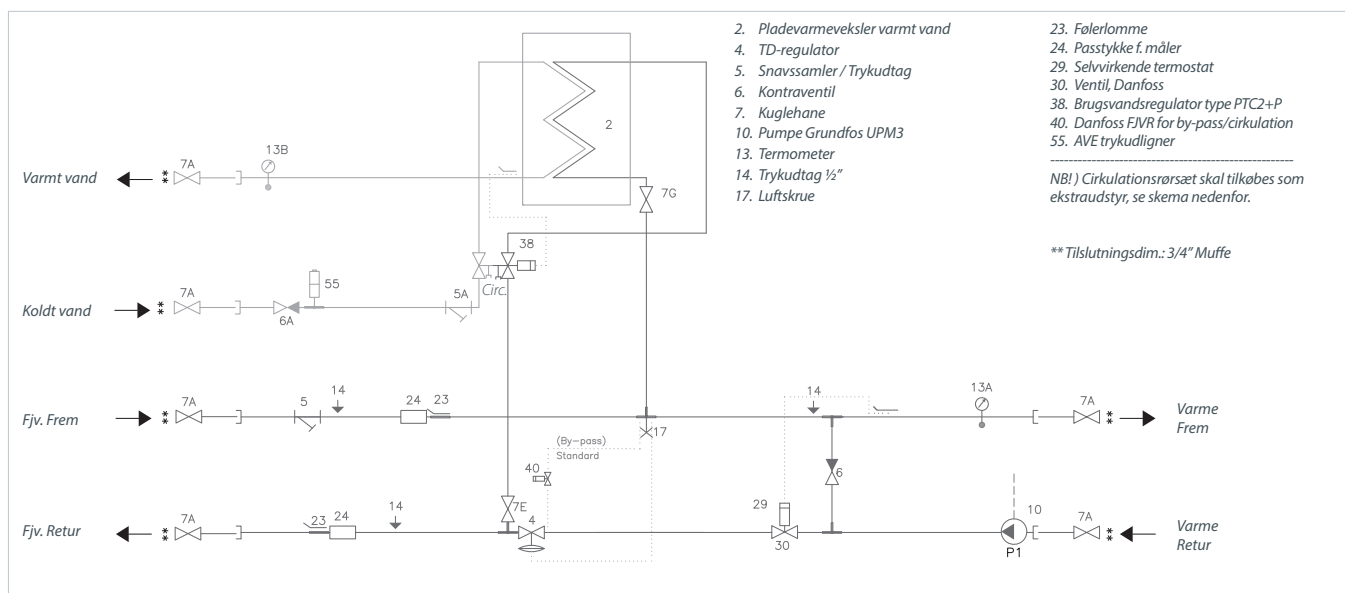 2. Pladevarmeveksler varmt vand
4. TD-regulator
5. Snavssamler / Trykudtag
6. Kontraventil
7. Kuglehane
10. Pumpe Grundfos UPM3
13. Termometer
14. Trykudtag ½”
17. Luftskrue
23. Følerlomme
24. Passtykke f. måler
29. Selvvirkende termostat
30. Ventil, Danfoss
38. Brugsvandsregulator type PTC2+P
40. Danfoss FJVR for by-pass/cirkulation
55. AVE trykudligner
NB! ) Cirkulationsrørsæt skal tilkøbes som
ekstraudstyr, se skema nedenfor.
** Tilslutningsdim.: 3/4” Muffe
2
13B
7A
Varmt vand
**
7G
38
55
Circ.
5A
7A
Koldt vand
**
6A
7A
5
14
24
23
14
13A
7A
Fjv. Frem
**
**
Varme
Frem
17
(By-pass)
Standard
40
6
7A
23
24
14
7E
4
29
10
7A
Fjv. Retur
**
**
Varme
Retur
30
P1